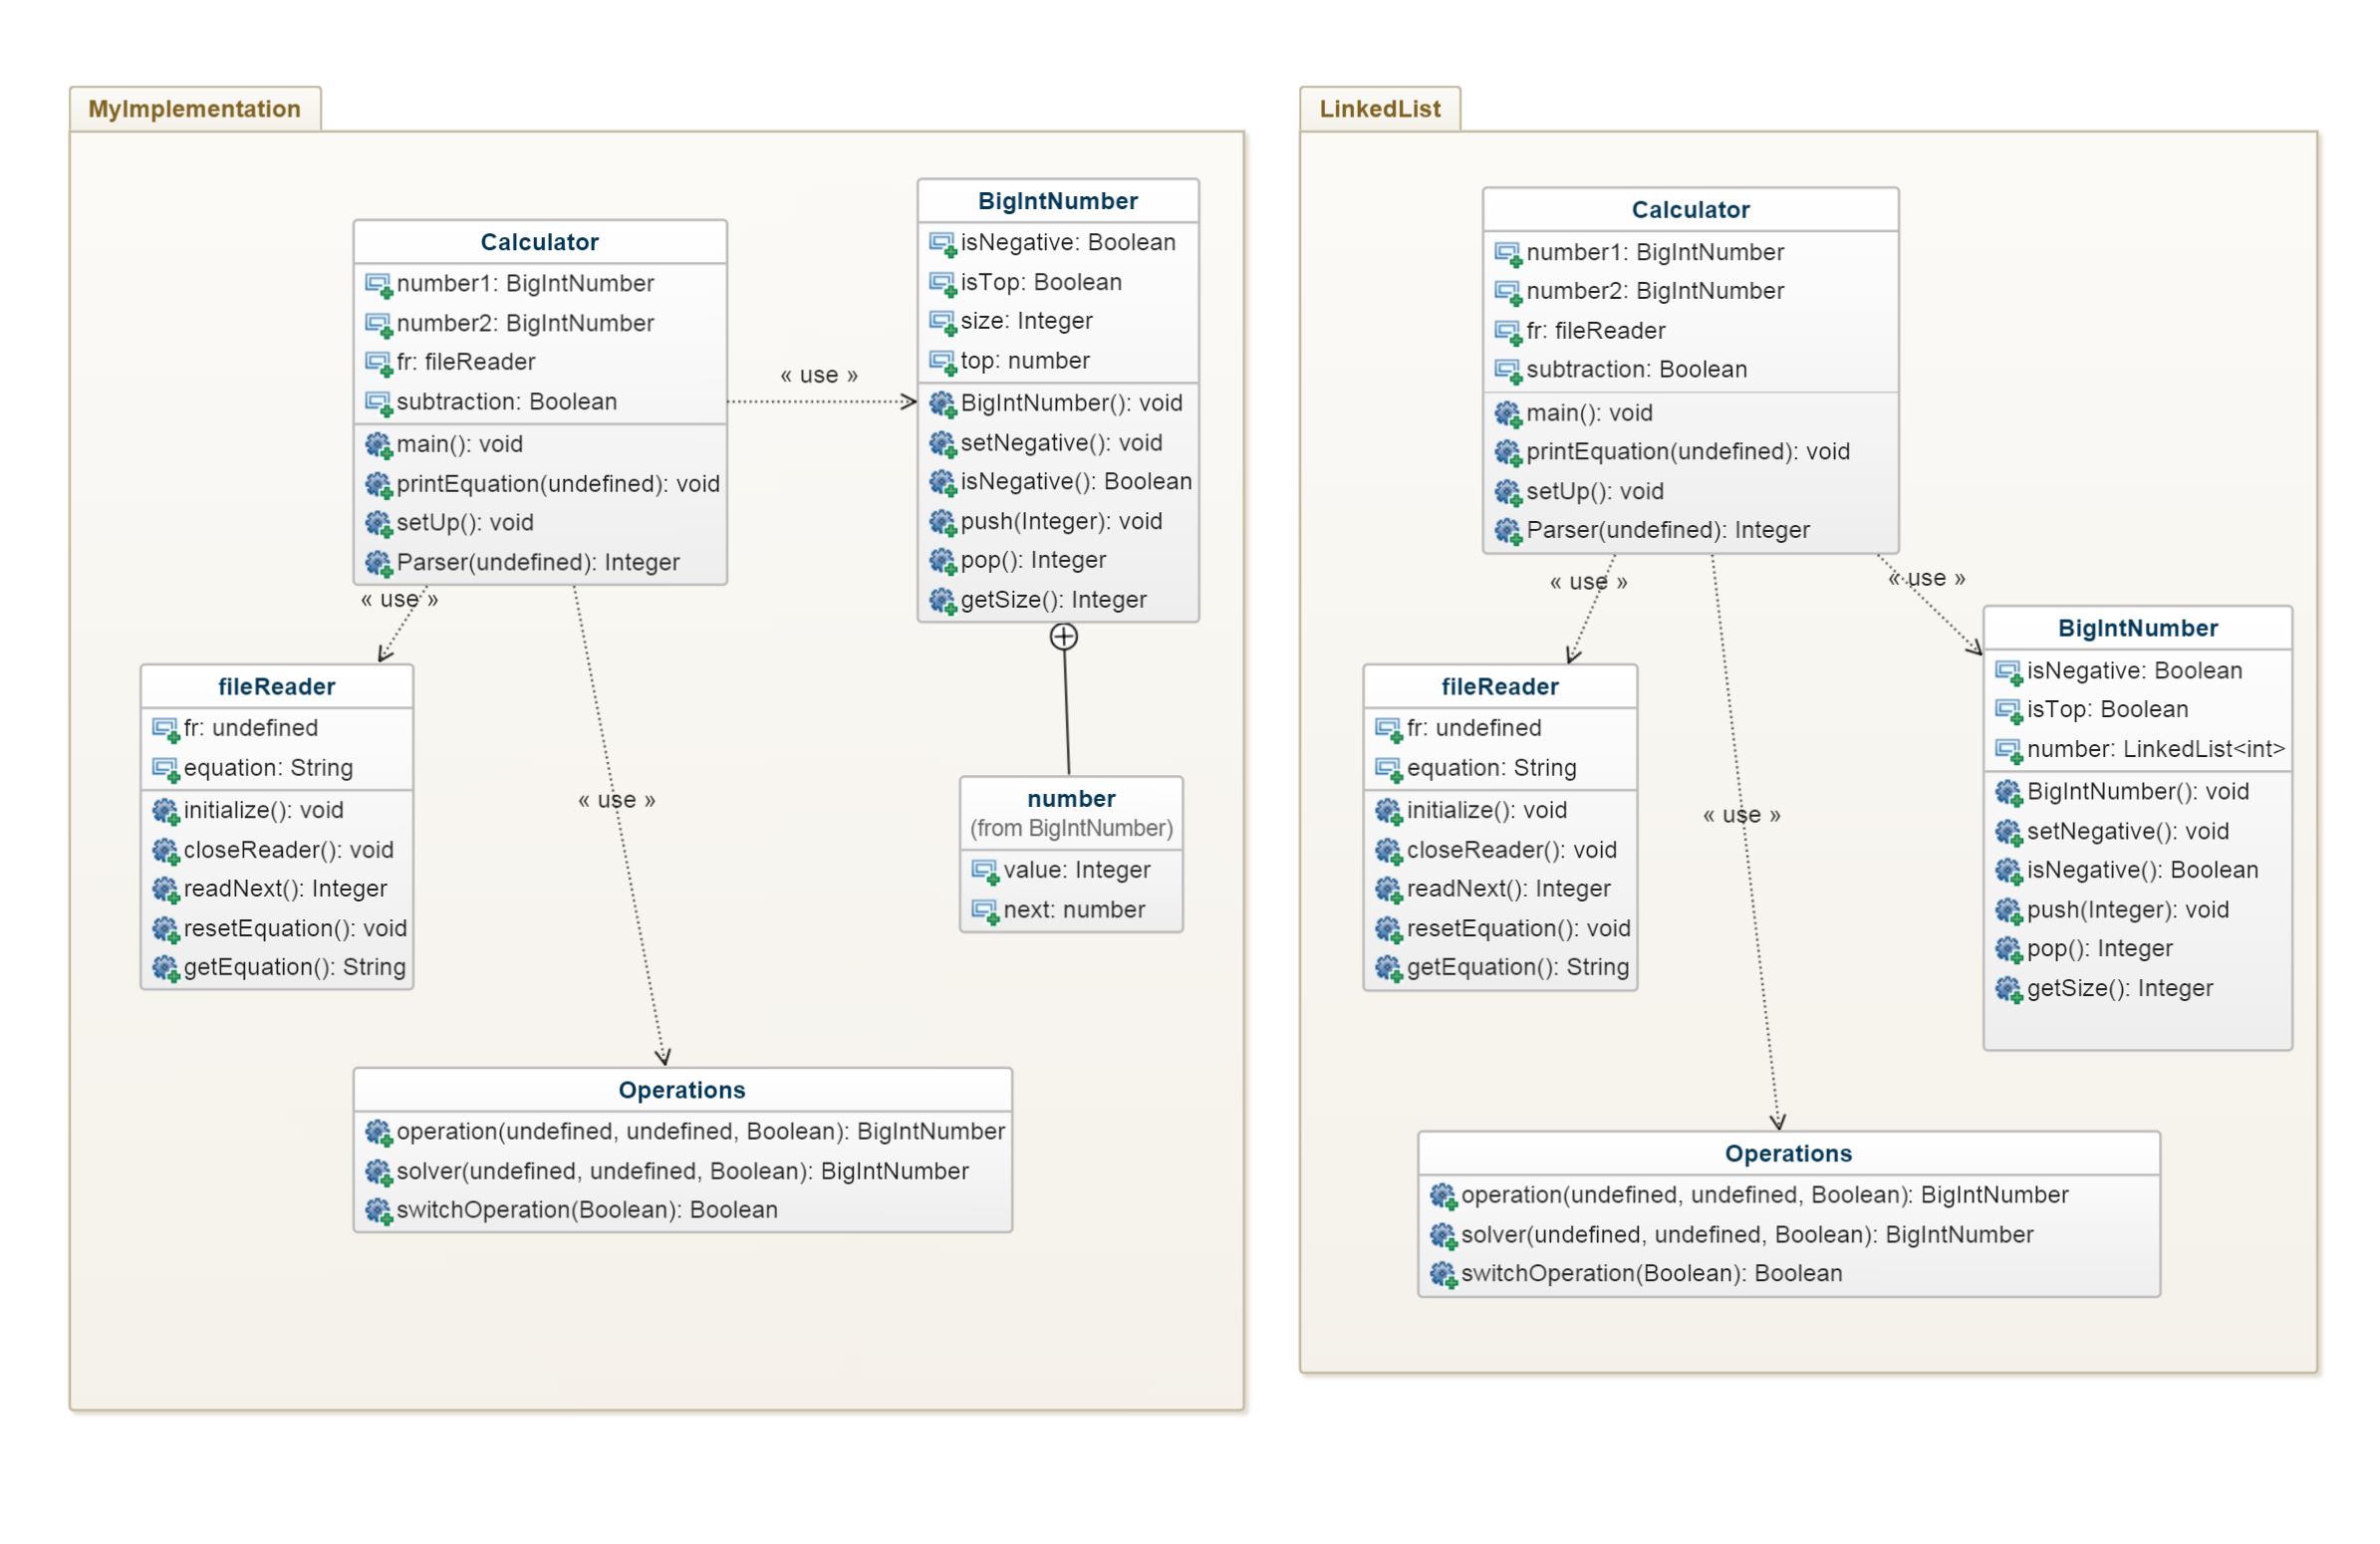 MyImplementation
Calculator
number1: BigIntNumber
number2: BigIntNumber
fr: fileReader
subtraction: Boolean
main(): void
printEquation(undefined): void
setUp(): void
Parser(undefined): Integer
« use »
BigIntNumber
isNegative: Boolean
isTop: Boolean
size: Integer
top: number
BigIntNumber(): void
setNegative(): void
isNegative(): Boolean
push(Integer): void
pop(): Integer
getSize(): Integer
« use »
fileReader
fr: undefined
equation: String
initialize(): void
closeReader(): void
readNext(): Integer
resetEquation(): void
getEquation(): String
« use »
number
(from BigIntNumber)
value: Integer
next: number
Operations
operation(undefined, undefined, Boolean): BigIntNumber
solver(undefined, undefined, Boolean): BigIntNumber
switchOperation(Boolean): Boolean
LinkedList
Calculator
number1: BigIntNumber
number2: BigIntNumber
fr: fileReader
subtraction: Boolean
main(): void
printEquation(undefined): void
setUp(): void
Parser(undefined): Integer
« use »
« use »
fileReader
fr: undefined
equation: String
initialize(): void
closeReader(): void
readNext(): Integer
resetEquation(): void
getEquation(): String
« use »
BigIntNumber
isNegative: Boolean
isTop: Boolean
number: LinkedList<int>
BigIntNumber(): void
setNegative(): void
isNegative(): Boolean
push(Integer): void
pop(): Integer
getSize(): Integer
Operations
operation(undefined, undefined, Boolean): BigIntNumber
solver(undefined, undefined, Boolean): BigIntNumber
switchOperation(Boolean): Boolean